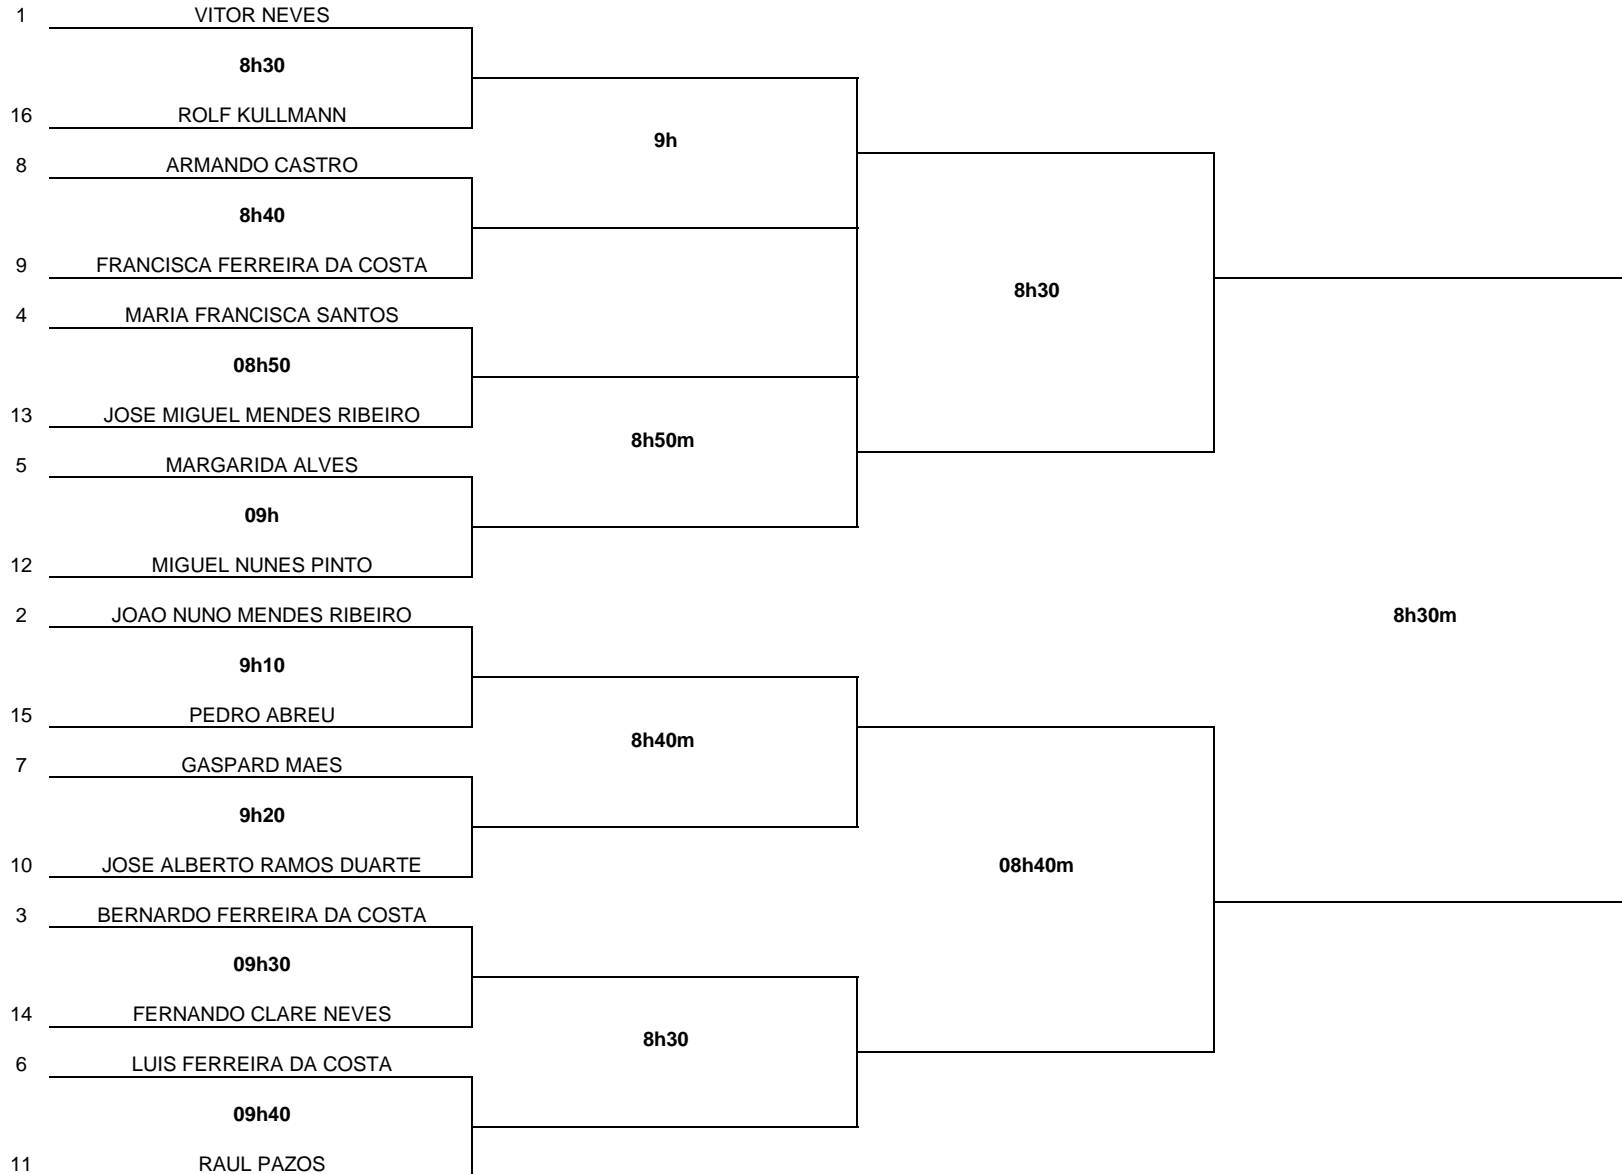 1 VITOR NEVES
8h30
16 ROLF KULLMANN
9h
8 ARMANDO CASTRO
8h40
9 FRANCISCA FERREIRA DA COSTA
8h30
4 MARIA FRANCISCA SANTOS
08h50
13 JOSE MIGUEL MENDES RIBEIRO
8h50m
5 MARGARIDA ALVES
09h
12 MIGUEL NUNES PINTO
2 JOAO NUNO MENDES RIBEIRO
8h30m
9h10
15 PEDRO ABREU
8h40m
7 GASPARD MAES
9h20
10 JOSE ALBERTO RAMOS DUARTE
08h40m
3 BERNARDO FERREIRA DA COSTA
09h30
14 FERNANDO CLARE NEVES
8h30
6 LUIS FERREIRA DA COSTA
09h40
11 RAUL PAZOS